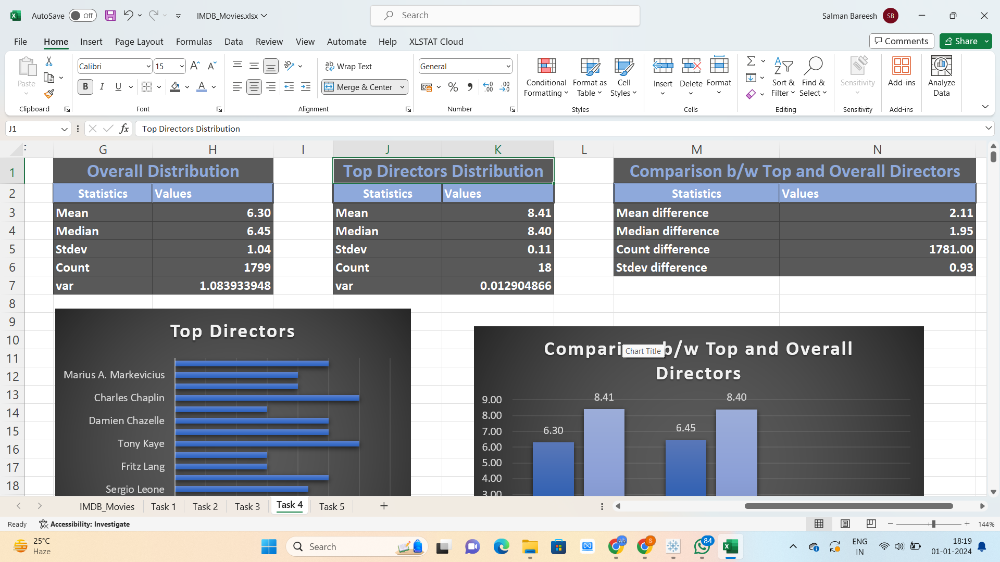 AutoSave Off IMDB_Movies.xlsx Search Salman Bareesh SB
File Home Insert Page Layout Formulas Data Review View Automate Help XLSTAT Cloud Comments Share
Paste Calibri 15 Wrap Text General Conditional Formatting Format as Table Cell Styles Insert Delete Format Sort & Filter Find & Select Sensitivity Add-ins Analyze Data
B I U A Merge & Center %
Clipboard Font Alignment Number Styles Cells Editing Sensitivity Add-ins
J1 fx Top Directors Distribution
G H I J K L M N
1 Overall Distribution Top Directors Distribution Comparison b/w Top and Overall Directors
2 Statistics Values Statistics Values Statistics Values
3 Mean 6.30 Mean 8.41 Mean difference 2.11
4 Median 6.45 Median 8.40 Median difference 1.95
5 Stdev 1.04 Stdev 0.11 Count difference 1781.00
6 Count 1799 Count 18 Stdev difference 0.93
7 var 1.083933948 var 0.012904866
8
9
10
11
12
13
14
15
16
17
18
Top Directors
Marius A. Markevicius
Charles Chaplin
Damien Chazelle
Tony Kaye
Fritz Lang
Sergio Leone
Compari b/w Top and Overall
Chart Title
Directors
9.00 8.41 8.40
8.00
7.00 6.30 6.45
6.00
5.00
4.00
3.00
IMDB_Movies Task 1 Task 2 Task 3 Task 4 Task 5
Ready Accessibility: Investigate 144%
25°C
Haze
Search
84
ENG
IN
18:19
01-01-2024